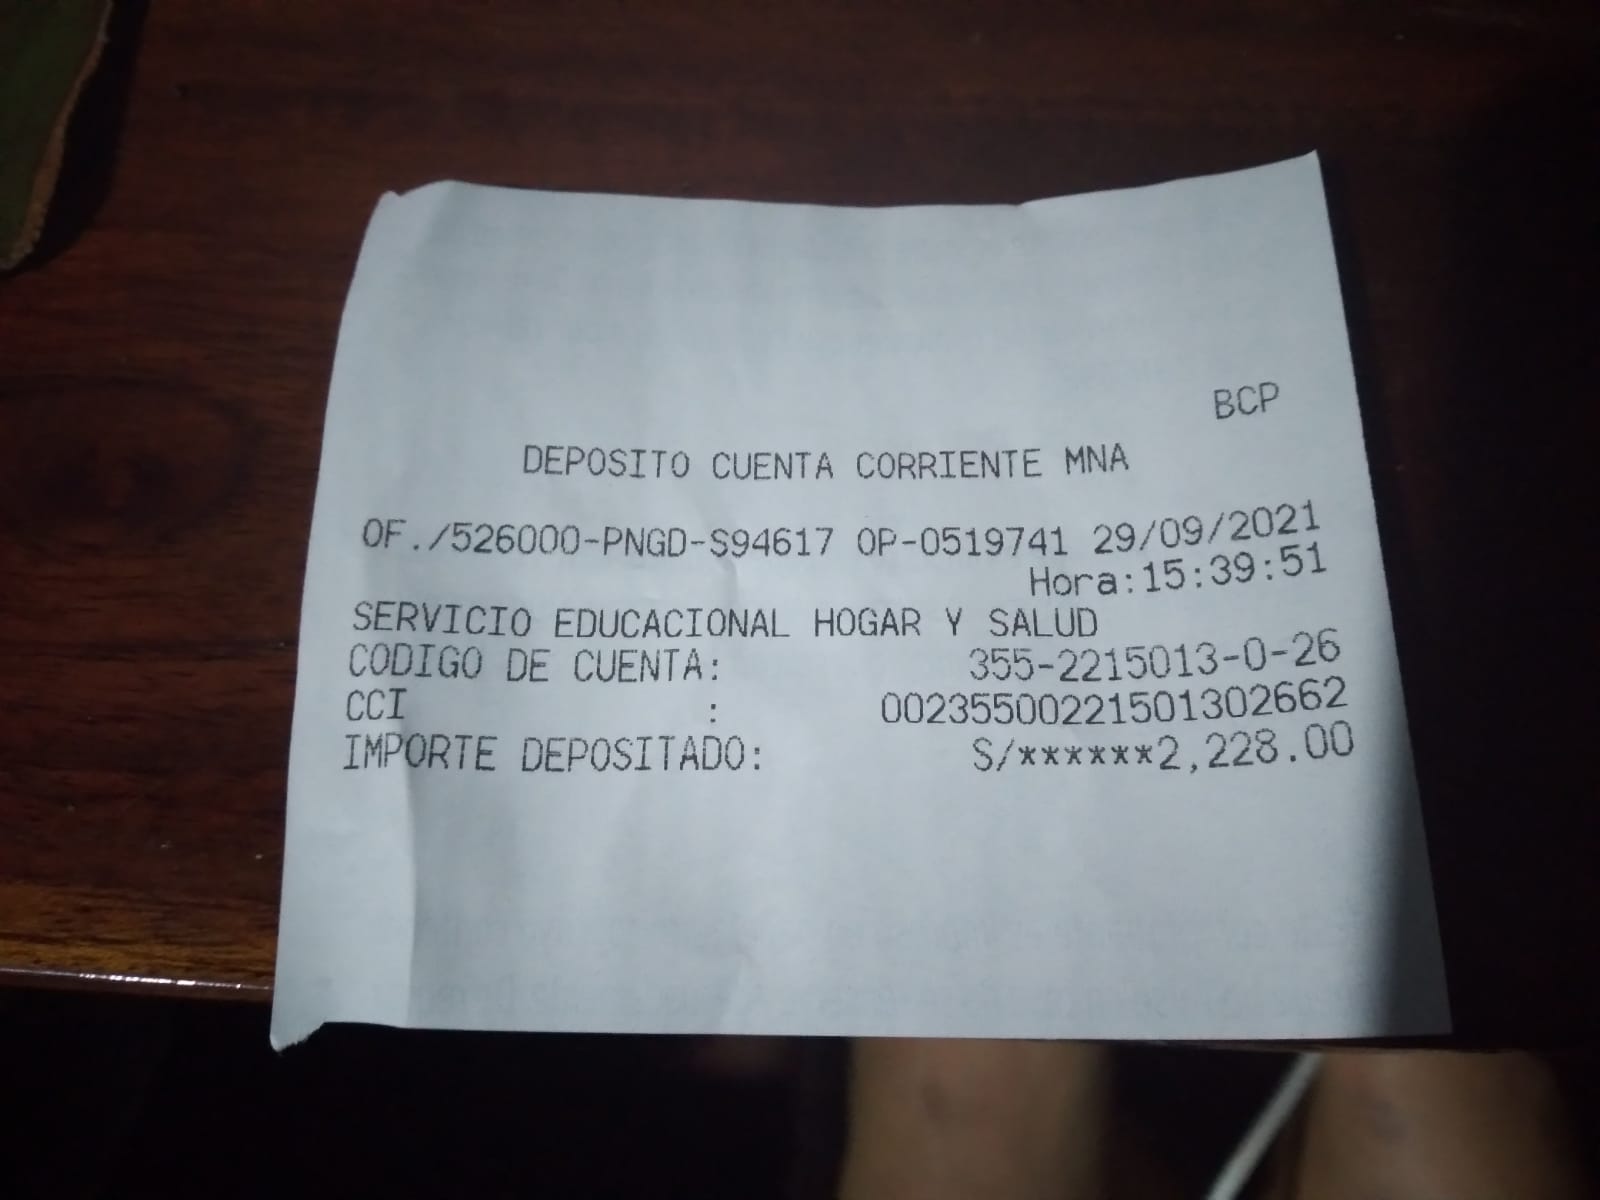 BCP
DEPOSITO CUENTA CORRIENTE MNA
OF./526000-PNGD-S94617 OP-0519741 29/09/2021
Hora:15:39:51
SERVICIO EDUCACIONAL HOGAR Y SALUD
CODIGO DE CUENTA: 355-2215013-0-26
CCI : 00235500221501302662
IMPORTE DEPOSITADO: S/******2,228.00